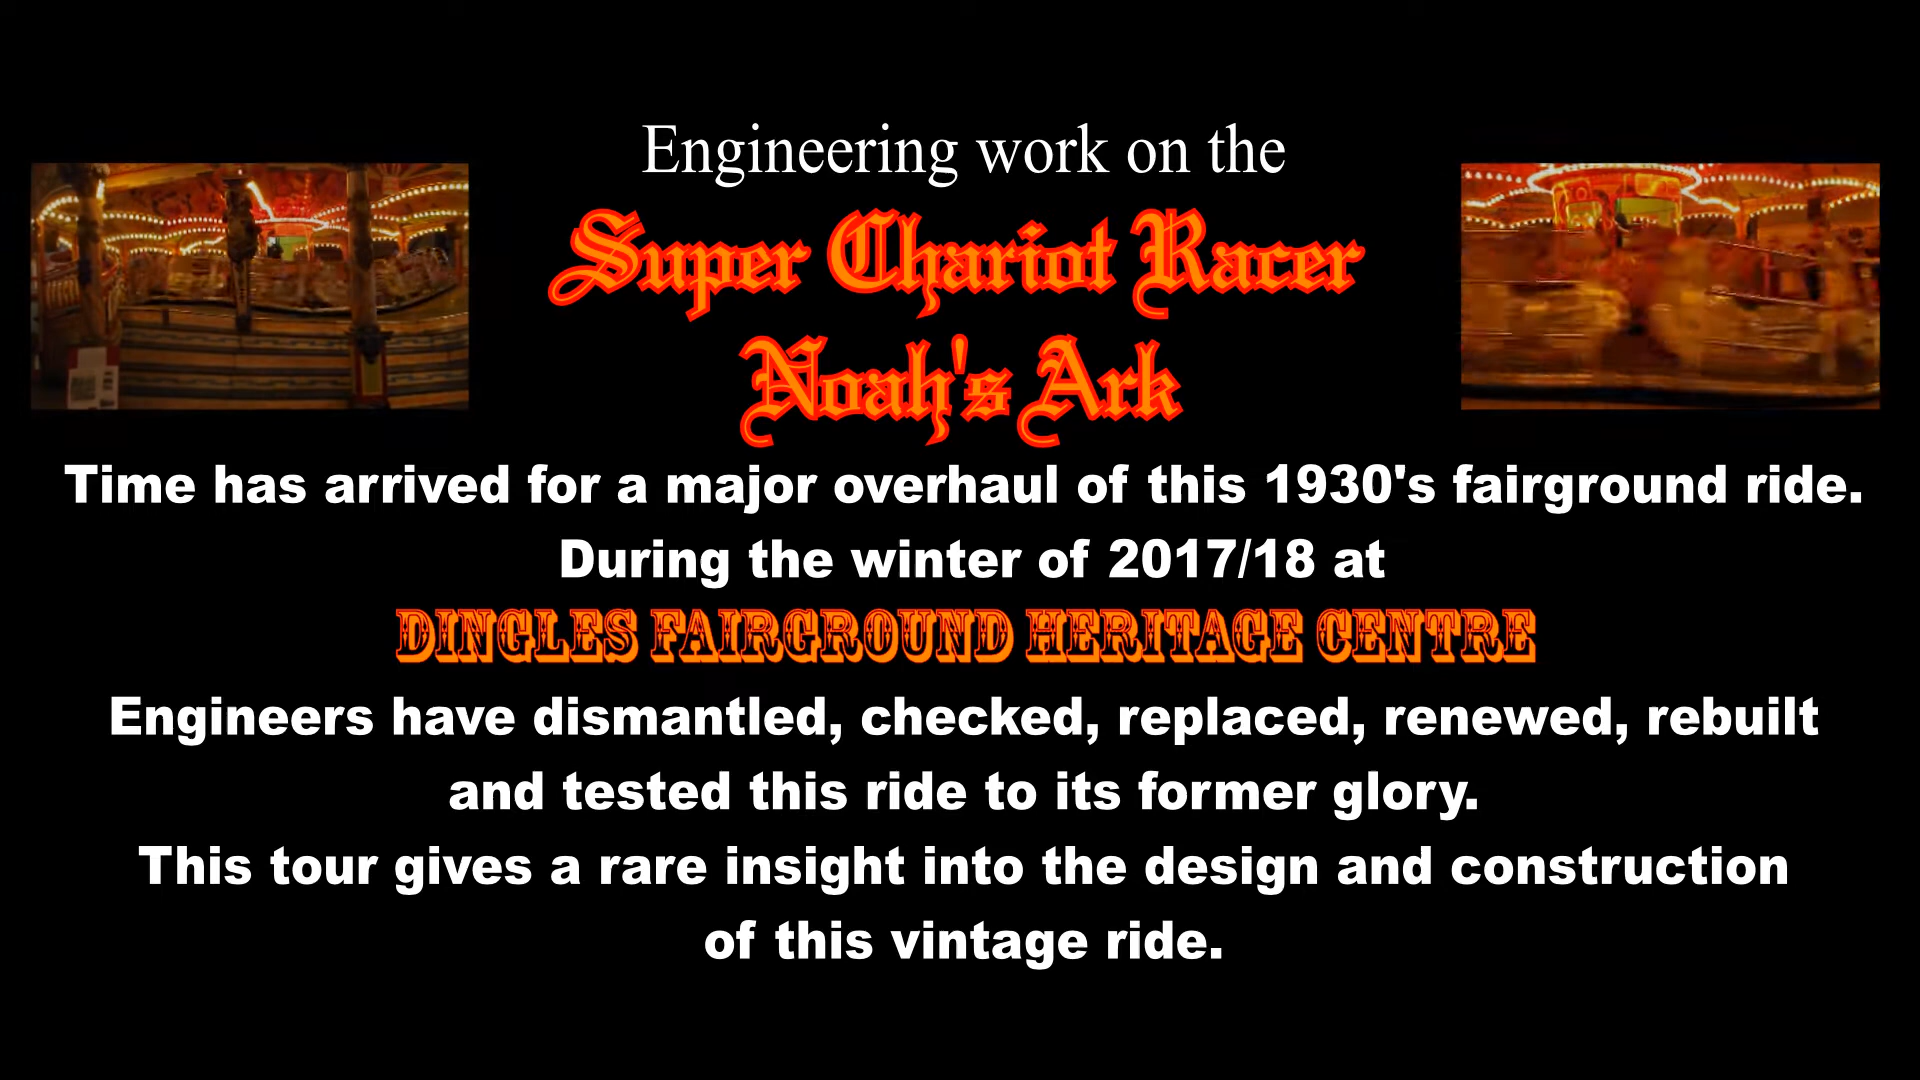 Engineering work on the
Super Chariot Racer
Noah's Ark
Time has arrived for a major overhaul of this 1930's fairground ride.
During the winter of 2017/18 at
DINGLES FAIRGROUND HERITAGE CENTRE
Engineers have dismantled, checked, replaced, renewed, rebuilt
and tested this ride to its former glory.
This tour gives a rare insight into the design and construction
of this vintage ride.